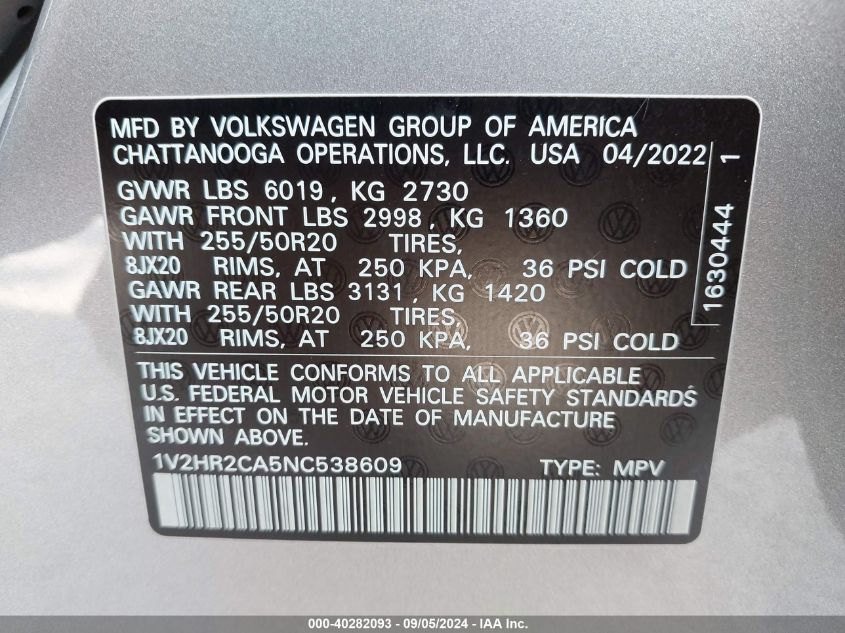 MFD BY VOLKSWAGEN GROUP OF AMERICA
CHATTANOOGA OPERATIONS, LLC. USA 04/2022
GVWR LBS 6019, KG 2730
GAWR FRONT LBS 2998, KG 1360
WITH 255/50R20 TIRES,
8JX20 RIMS, AT 250 KPA, 36 PSI COLD
GAWR REAR LBS 3131, KG 1420
WITH 255/50R20 TIRES,
8JX20 RIMS, AT 250 KPA, 36 PSI COLD
1630444 1
THIS VEHICLE CONFORMS TO ALL APPLICABLE
U.S. FEDERAL MOTOR VEHICLE SAFETY STANDARDS
IN EFFECT ON THE DATE OF MANUFACTURE
SHOWN ABOVE.
1V2HR2CA5NC538609 TYPE: MPV
000-40282093 - 09/05/2024 - IAA Inc.